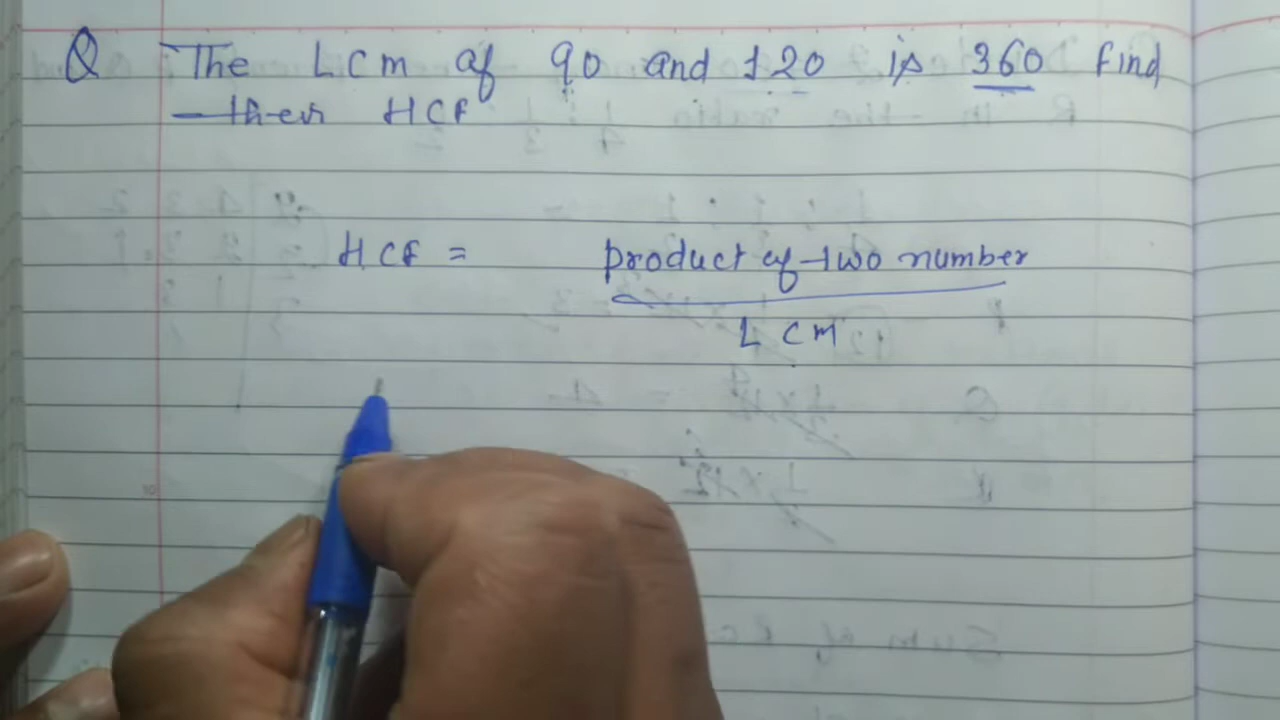 Q The LCM of 90 and 120 is 360 find
their HCF
HCF = product of two number
LCM